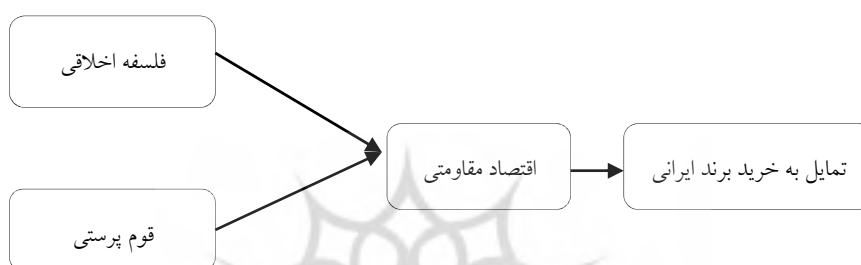 فلسفه اخلاقی
اقتصاد مقاومتی
تمایل به خرید برند ایرانی
قوم پرستی